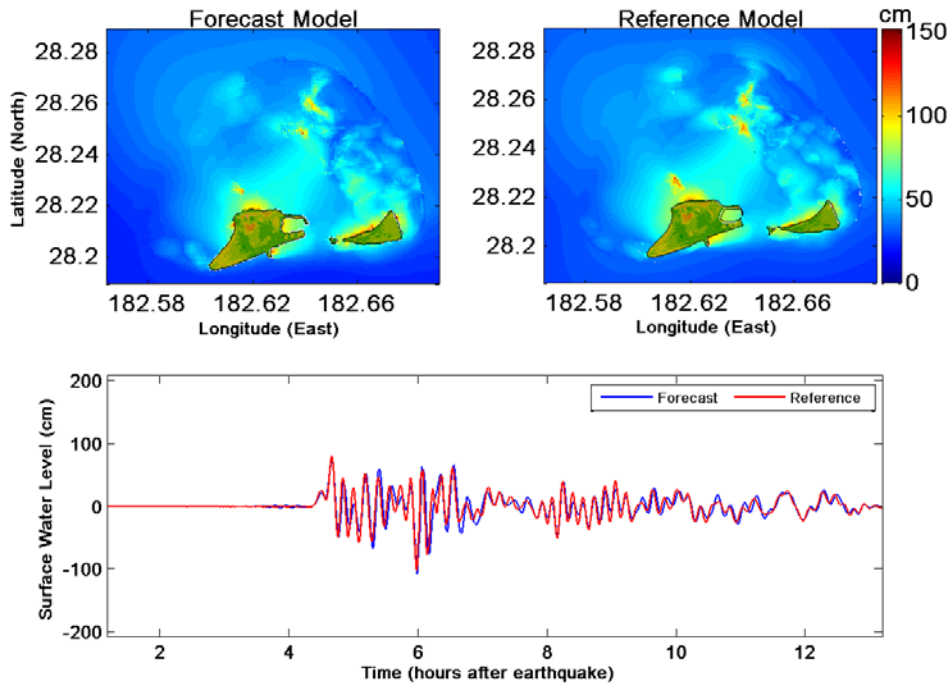 Forecast Model
Reference Model
cm
28.28
28.26
28.24
28.22
28.2
Latitude (North)
182.58 182.62 182.66
Longitude (East)
28.28
28.26
28.24
28.22
28.2
182.58 182.62 182.66
Longitude (East)
150
100
50
0
200
100
0
-100
-200
Surface Water Level (cm)
Forecast Reference
2 4 6 8 10 12
Time (hours after earthquake)